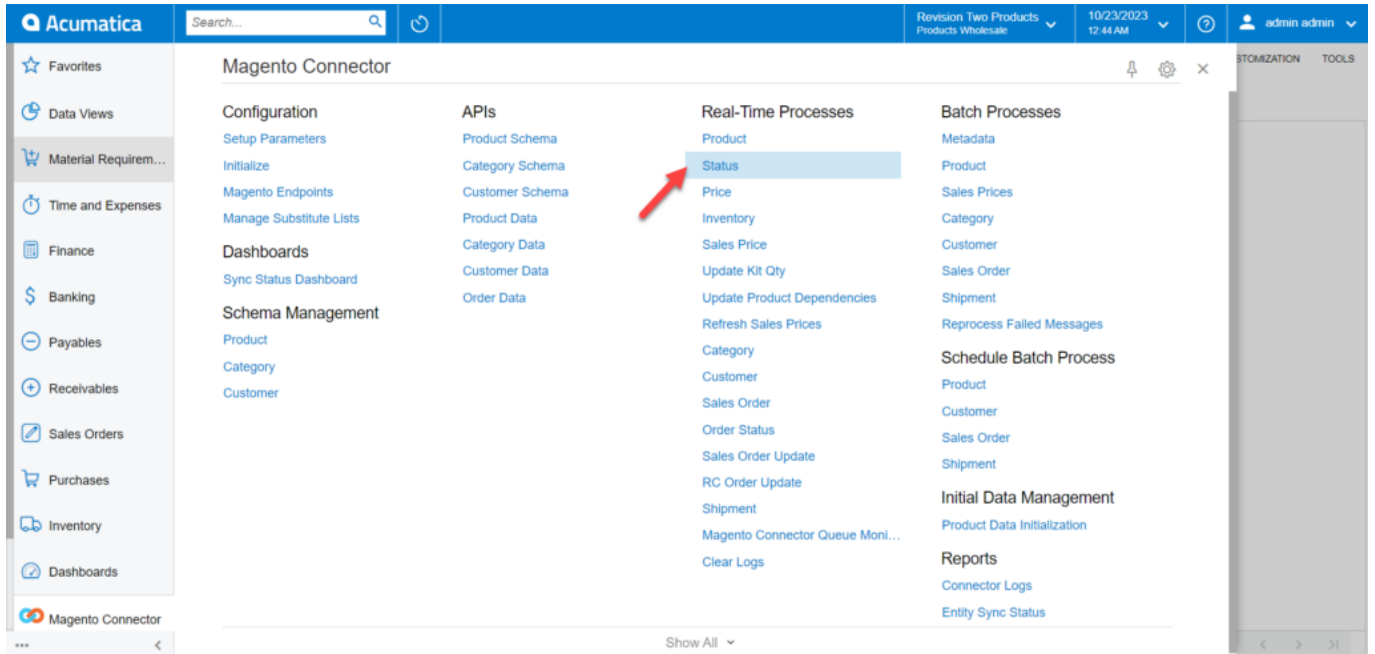 Acumatica
Search...
Revision Two Products
Products Wholesale
10/23/2023
12:44 AM
admin admin
Favorites
Data Views
Material Requirem...
Time and Expenses
Finance
Banking
Payables
Receivables
Sales Orders
Purchases
Inventory
Dashboards
Magento Connector
Magento Connector
STOMIZATION TOOLS
Configuration
Setup Parameters
Initialize
Magento Endpoints
Manage Substitute Lists
Dashboards
Sync Status Dashboard
Schema Management
Product
Category
Customer
APIs
Product Schema
Category Schema
Customer Schema
Product Data
Category Data
Customer Data
Order Data
Real-Time Processes
Product
Status
Price
Inventory
Sales Price
Update Kit Qty
Update Product Dependencies
Refresh Sales Prices
Category
Customer
Sales Order
Order Status
Sales Order Update
RC Order Update
Shipment
Magento Connector Queue Moni...
Clear Logs
Batch Processes
Metadata
Product
Sales Prices
Category
Customer
Sales Order
Shipment
Reprocess Failed Messages
Schedule Batch Process
Product
Customer
Sales Order
Shipment
Initial Data Management
Product Data Initialization
Reports
Connector Logs
Entity Sync Status
Show All